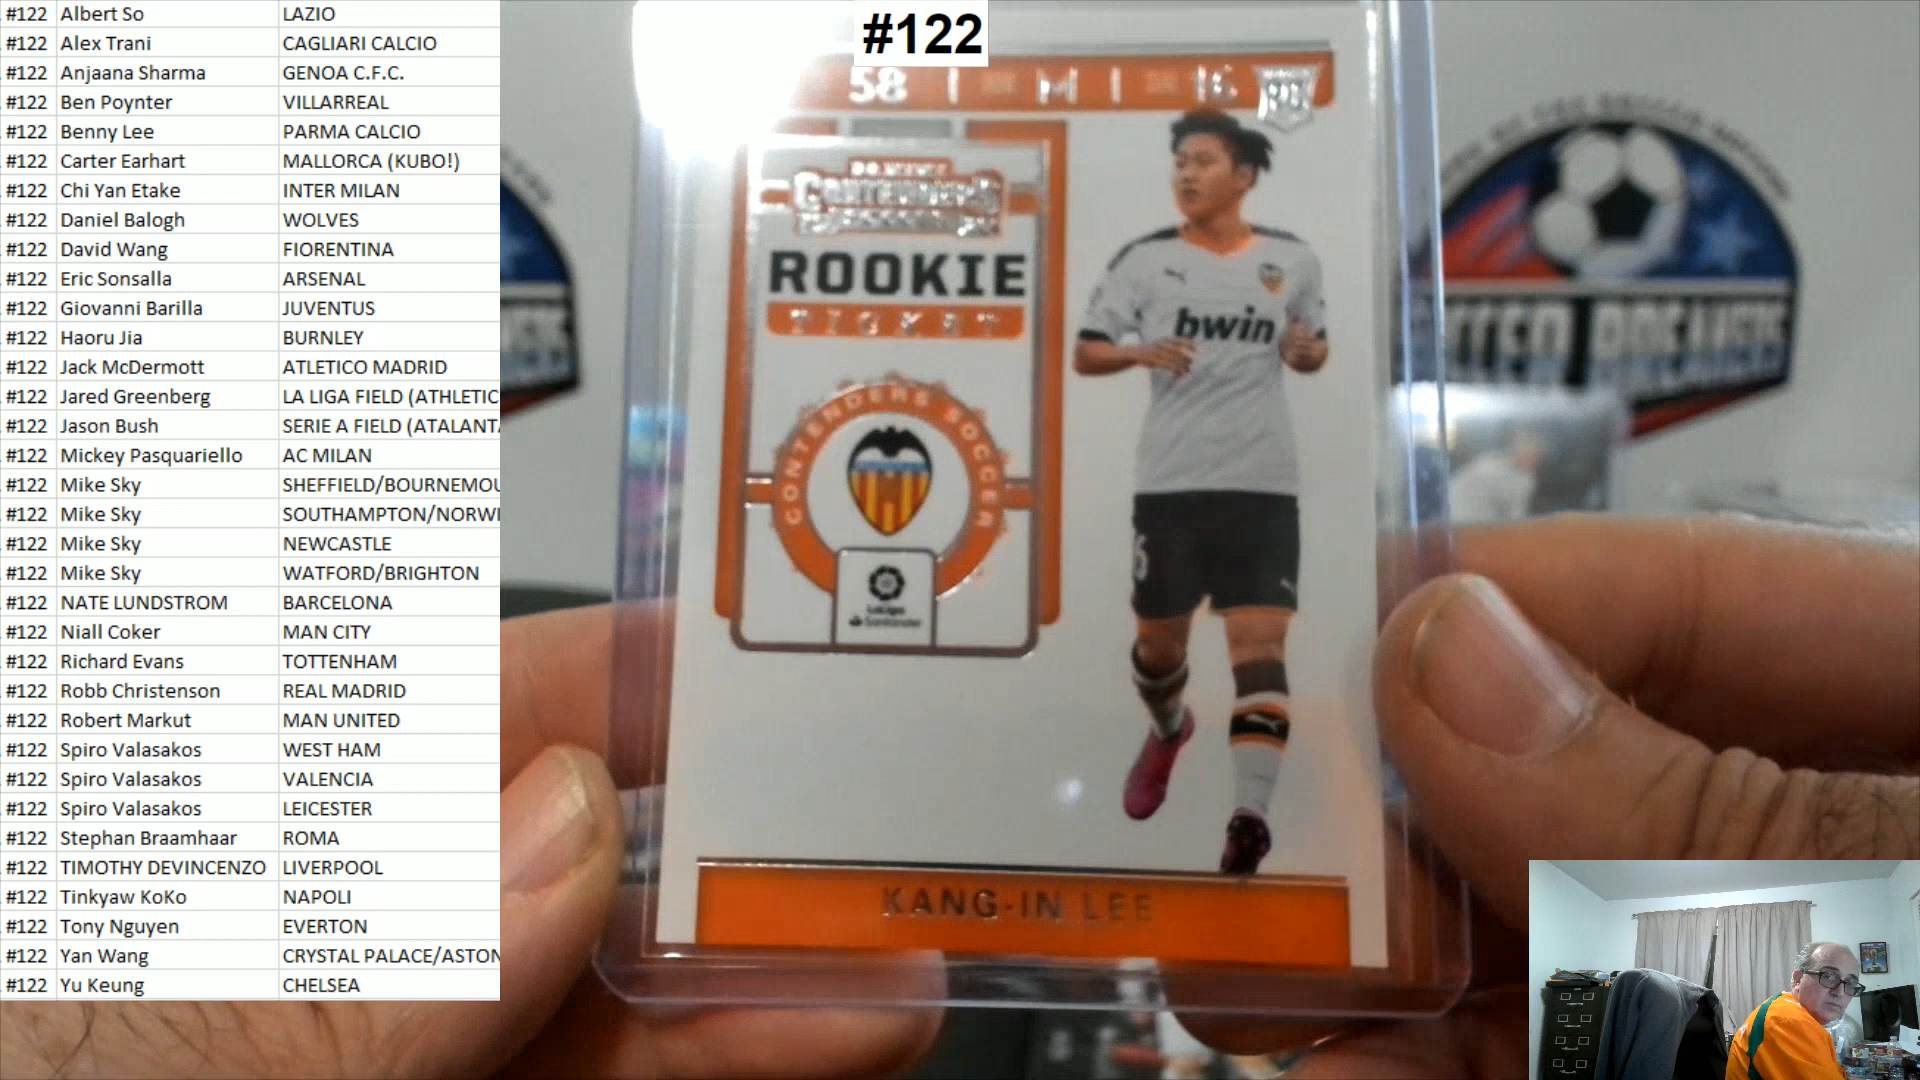 #122 Albert So LAZIO
#122 Alex Trani CAGLIARI CALCIO
#122 Anjaana Sharma GENOA C.F.C.
#122 Ben Poynter VILLARREAL
#122 Benny Lee PARMA CALCIO
#122 Carter Earhart MALLORCA (KUBO!)
#122 Chi Yan Etake INTER MILAN
#122 Daniel Balogh WOLVES
#122 David Wang FIORENTINA
#122 Eric Sonsalla ARSENAL
#122 Giovanni Barilla JUVENTUS
#122 Haoru Jia BURNLEY
#122 Jack McDermott ATLETICO MADRID
#122 Jared Greenberg LA LIGA FIELD (ATHLETIC
#122 Jason Bush SERIE A FIELD (ATALANT
#122 Mickey Pasquariello AC MILAN
#122 Mike Sky SHEFFIELD/BOURNEMOU
#122 Mike Sky SOUTHAMPTON/NORWI
#122 Mike Sky NEWCASTLE
#122 Mike Sky WATFORD/BRIGHTON
#122 NATE LUNDSTROM BARCELONA
#122 Niall Coker MAN CITY
#122 Richard Evans TOTTENHAM
#122 Robb Christenson REAL MADRID
#122 Robert Markut MAN UNITED
#122 Spiro Valasakos WEST HAM
#122 Spiro Valasakos VALENCIA
#122 Spiro Valasakos LEICESTER
#122 Stephan Braamhaar ROMA
#122 TIMOTHY DEVINCENZO LIVERPOOL
#122 Tinkyaw KoKo NAPOLI
#122 Tony Nguyen EVERTON
#122 Yan Wang CRYSTAL PALACE/ASTON
#122 Yu Keung CHELSEA
#122
58 M 16
CONTENDERS
ROOKIE
TICKET
CONTENDERS SOCCER
LaLiga
Santander
bwin
6
KANG-IN LEE
BREAKERS